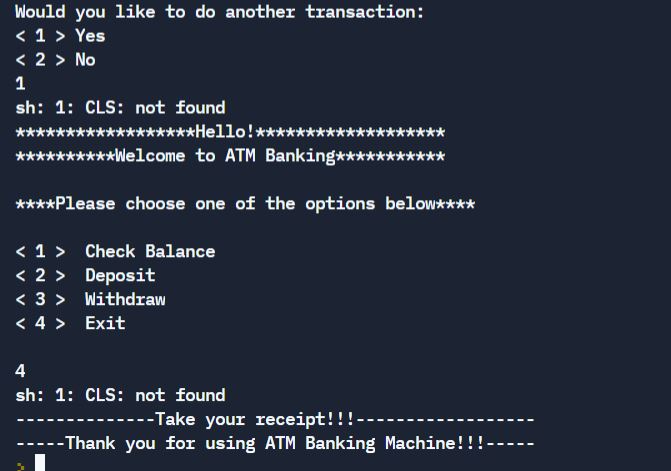 Would you like to do another transaction:
< 1 > Yes
< 2 > No
1
sh: 1: CLS: not found
******************Hello!*******************
**********Welcome to ATM Banking***********
****Please choose one of the options below****
< 1 >  Check Balance
< 2 >  Deposit
< 3 >  Withdraw
< 4 >  Exit
4
sh: 1: CLS: not found
--------------Take your receipt!!!------------------
-----Thank you for using ATM Banking Machine!!!-----
>